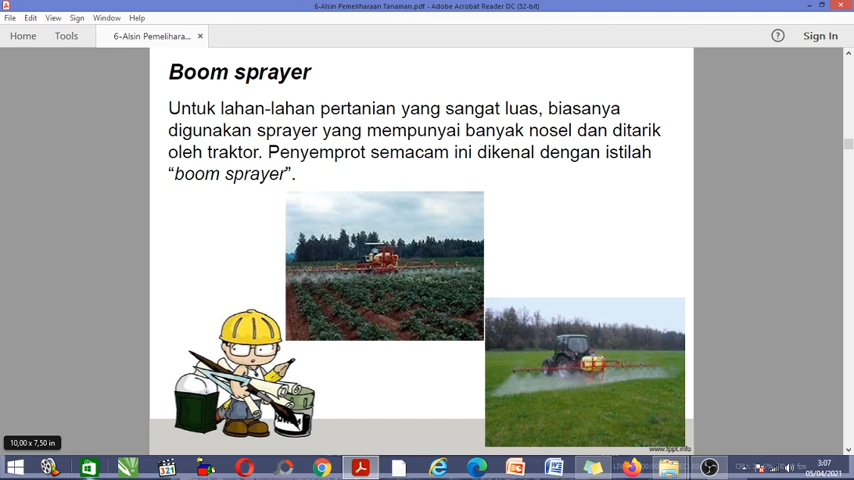 6-Alsin Pemeliharaan Tanaman.pdf - Adobe Acrobat Reader DC (32-bit)
File Edit View Sign Window Help
Home Tools 6-Alsin Pemelihara... × Sign In
Boom sprayer
Untuk lahan-lahan pertanian yang sangat luas, biasanya
digunakan sprayer yang mempunyai banyak nosel dan ditarik
oleh traktor. Penyemprot semacam ini dikenal dengan istilah
“boom sprayer”.
10,00 x 7,50 in
www.fppt.info
321
3:07
05/04/2021